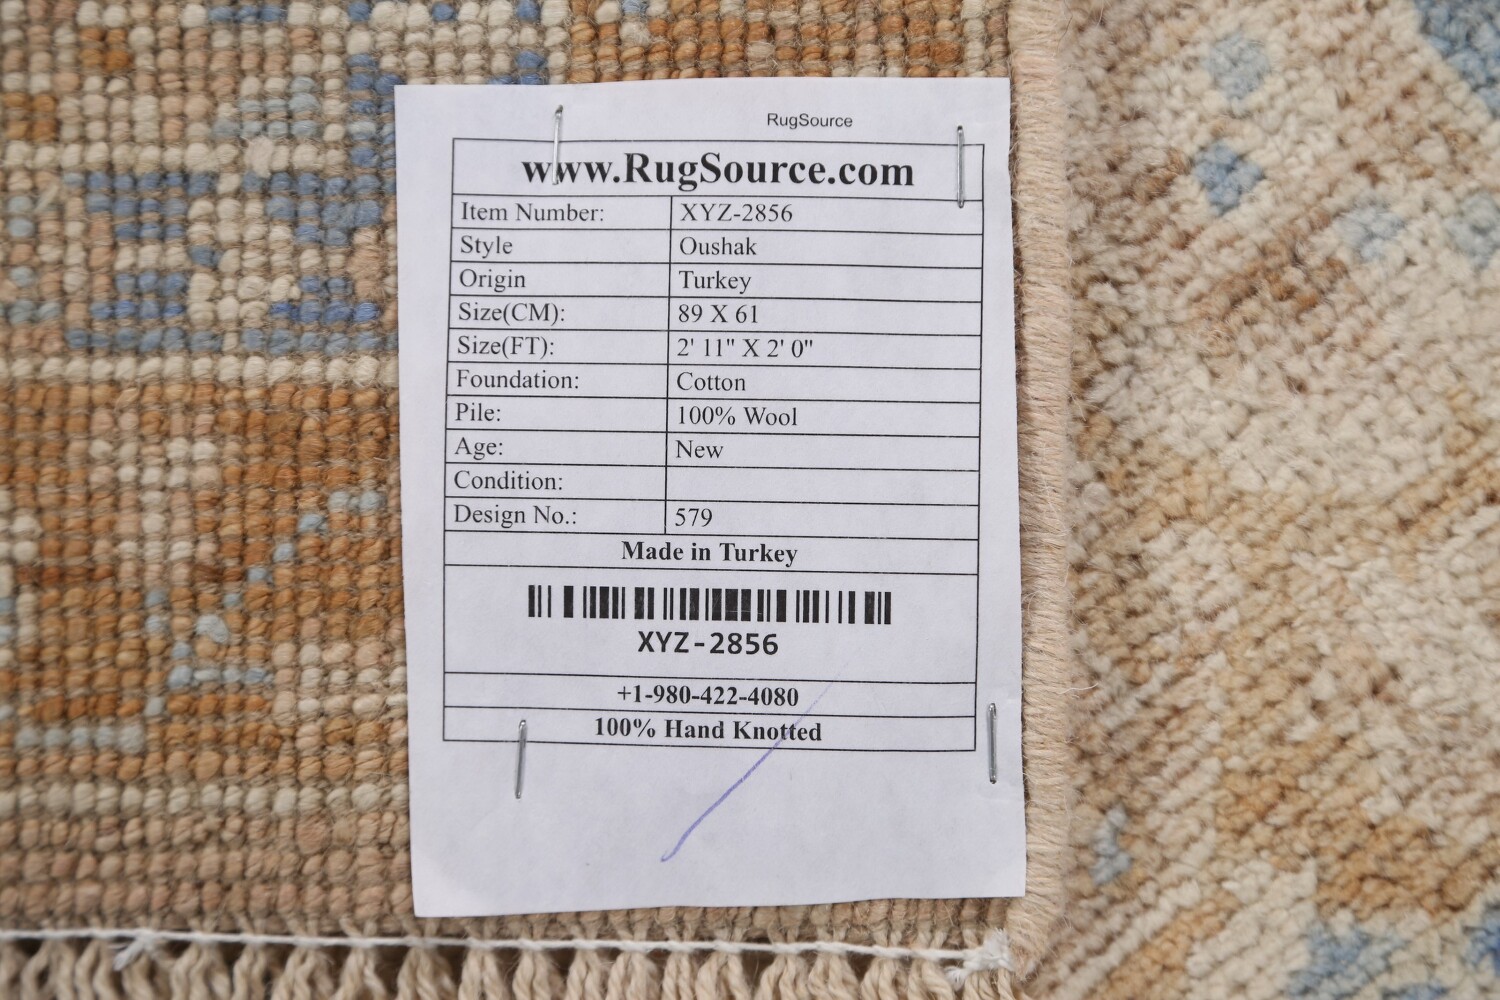 RugSource
www.RugSource.com
Item Number: XYZ-2856
Style Oushak
Origin Turkey
Size(CM): 89 X 61
Size(FT): 2' 11" X 2' 0"
Foundation: Cotton
Pile: 100% Wool
Age: New
Condition:
Design No.: 579
Made in Turkey
XYZ-2856
+1-980-422-4080
100% Hand Knotted